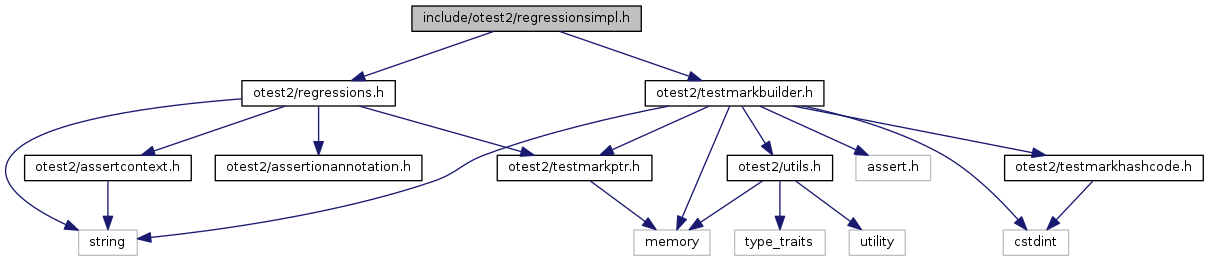 include/otest2/regressionsimpl.h
otest2/regressions.h
otest2/testmarkbuilder.h
otest2/assertcontext.h
otest2/assertionannotation.h
otest2/testmarkptr.h
otest2/utils.h
assert.h
otest2/testmarkhashcode.h
string
memory
type_traits
utility
cstdint